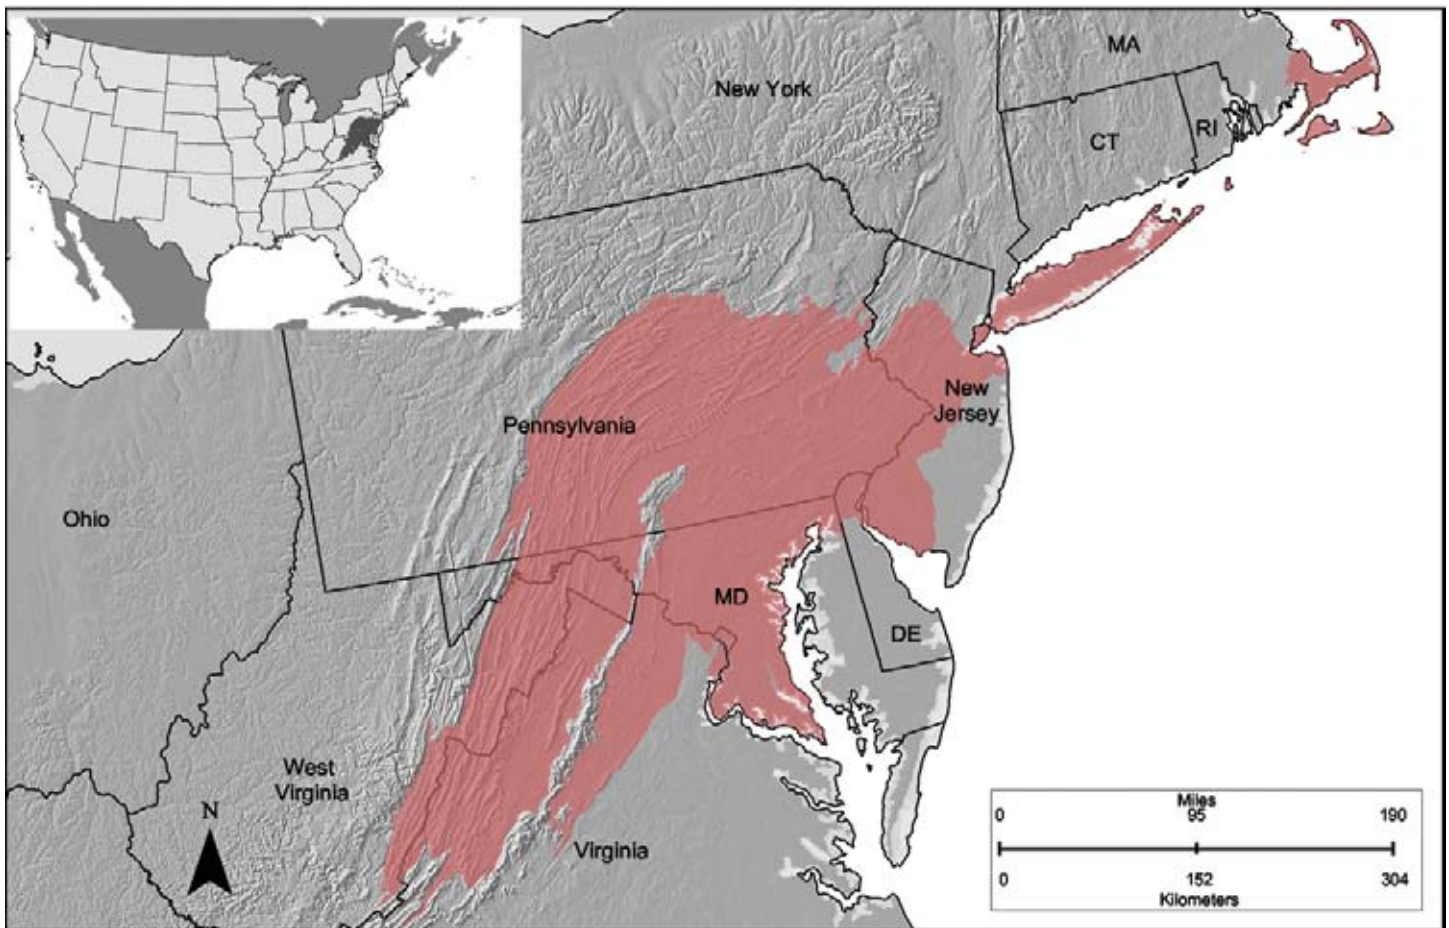 MA
New York
CT
RI
New
Jersey
Pennsylvania
Ohio
MD
DE
West
Virginia
N
Virginia
Miles
0 95 190
0 152 304
Kilometers